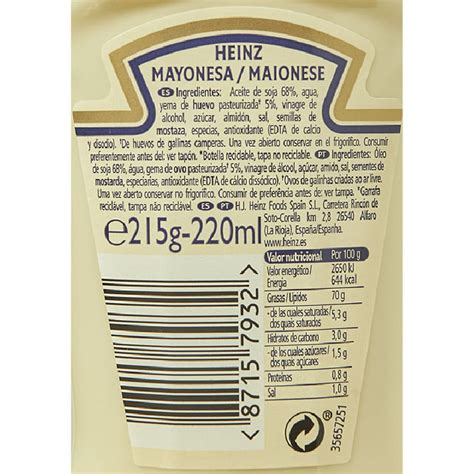 HEINZ
MAYONESA / MAIONESE
ES Ingredientes: Aceite de soja 68%, agua,
yema de huevo pasteurizada† 5%, vinagre de
alcohol, azúcar, almidón, sal, semillas de
mostaza, especias, antioxidante (EDTA de calcio
y disodio). †De huevos de gallinas camperas. Una vez abierto conservar en el frigorífico. Consumir
preferentemente antes del: ver tapón. *Botella reciclable, tapa no reciclable. PT Ingredientes: Óleo
de soja 68%, água, gema de ovo pasteurizada† 5%, vinagre de álcool, açúcar, amido, sal, sementes
de mostarda, especiarias, antioxidante (EDTA de cálcio dissódico). †Ovos de galinhas criadas ao ar livre.
Uma vez aberto conservar no frigorífico. Consumir de preferência antes de: ver tampa. *Garrafa
reciclável, tampa não reciclável. ES PT H.J. Heinz Foods Spain S.L., Carretera Rincón de
Soto-Corella km 2,8 26540 Alfaro
(La Rioja), España/Espanha.
www.heinz.es
℮215g-220ml
Valor nutricional Por 100 g
Valor energético / Energia 2650 kJ
644 kcal
Grasas / Lípidos 70 g
- de las cuales saturadas /
dos quais saturados 5,3 g
Hidratos de carbono 3,0 g
- de los cuales azúcares /
dos quais açúcares 1,5 g
Proteínas 0,8 g
Sal 1,0 g
87157932
35657251